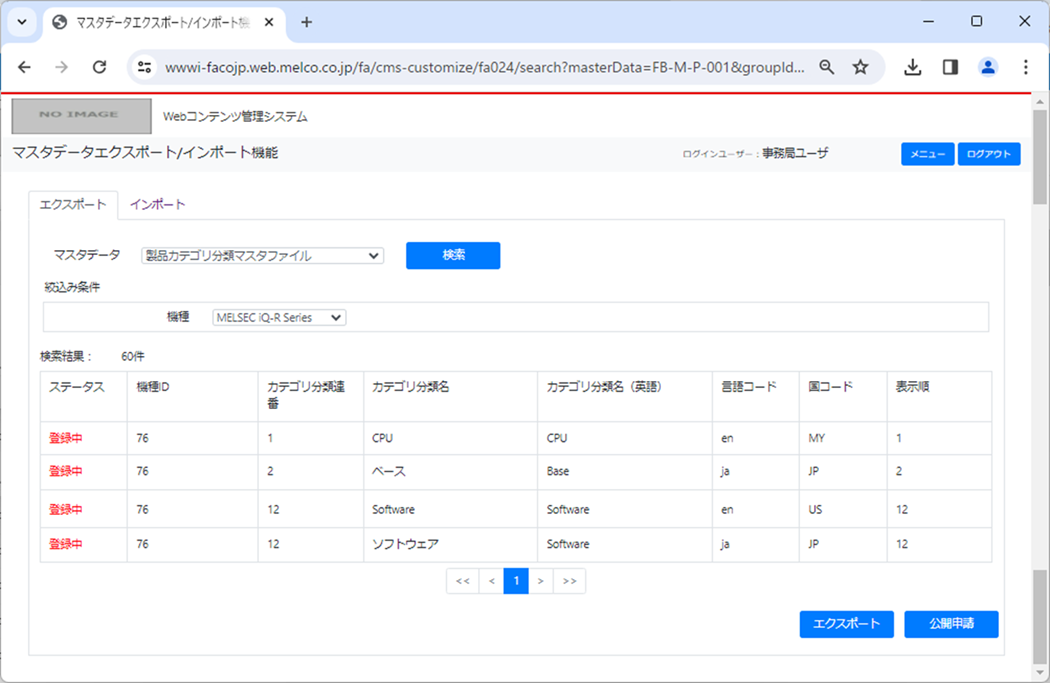 マスタデータエクスポート/インポート機
wwwi-facojp.web.melco.co.jp/fa/cms-customize/fa024/search?masterData=FB-M-P-001&groupId...
NO IMAGE
Webコンテンツ管理システム
マスタデータエクスポート/インポート機能
ログインユーザー：事務局ユーザ
メニュー
ログアウト
エクスポート
インポート
マスタデータ
製品カテゴリ分類マスタファイル
検索
絞込み条件
機種
MELSEC iQ-R Series
検索結果： 60件
ステータス 機種ID カテゴリ分類連番 カテゴリ分類名 カテゴリ分類名（英語） 言語コード 国コード 表示順
登録中 76 1 CPU CPU en MY 1
登録中 76 2 ベース Base ja JP 2
登録中 76 12 Software Software en US 12
登録中 76 12 ソフトウェア Software ja JP 12
<< < 1 > >>
エクスポート
公開申請